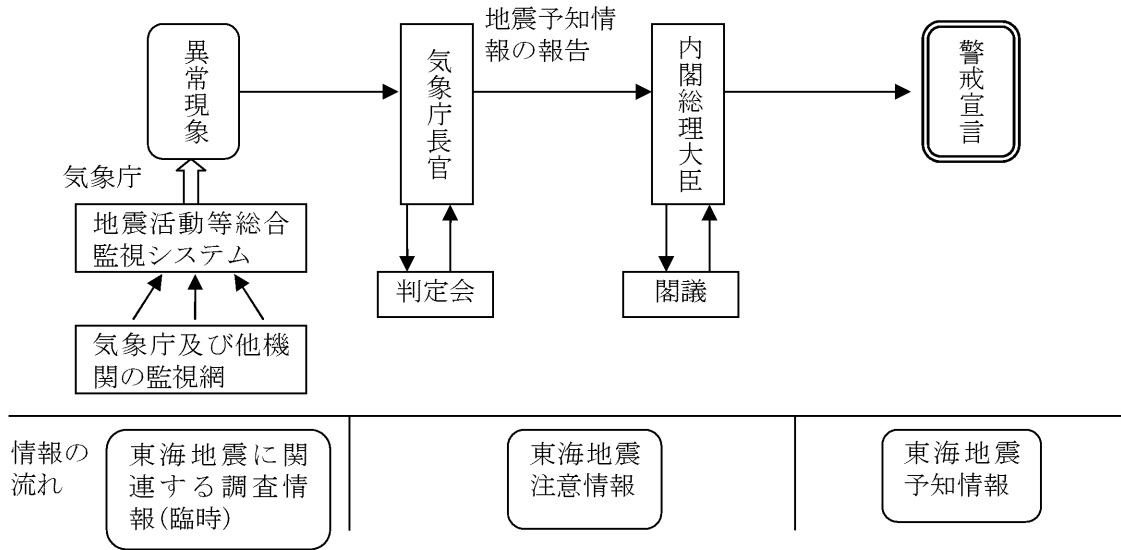 異常現象
気象庁長官
地震予知情
報の報告
内閣総理大臣
警戒宣言
気象庁
地震活動等総合
監視システム
判定会
閣議
気象庁及び他機
関の監視網
情報の
流れ
東海地震に関
連する調査情
報(臨時)
東海地震
注意情報
東海地震
予知情報